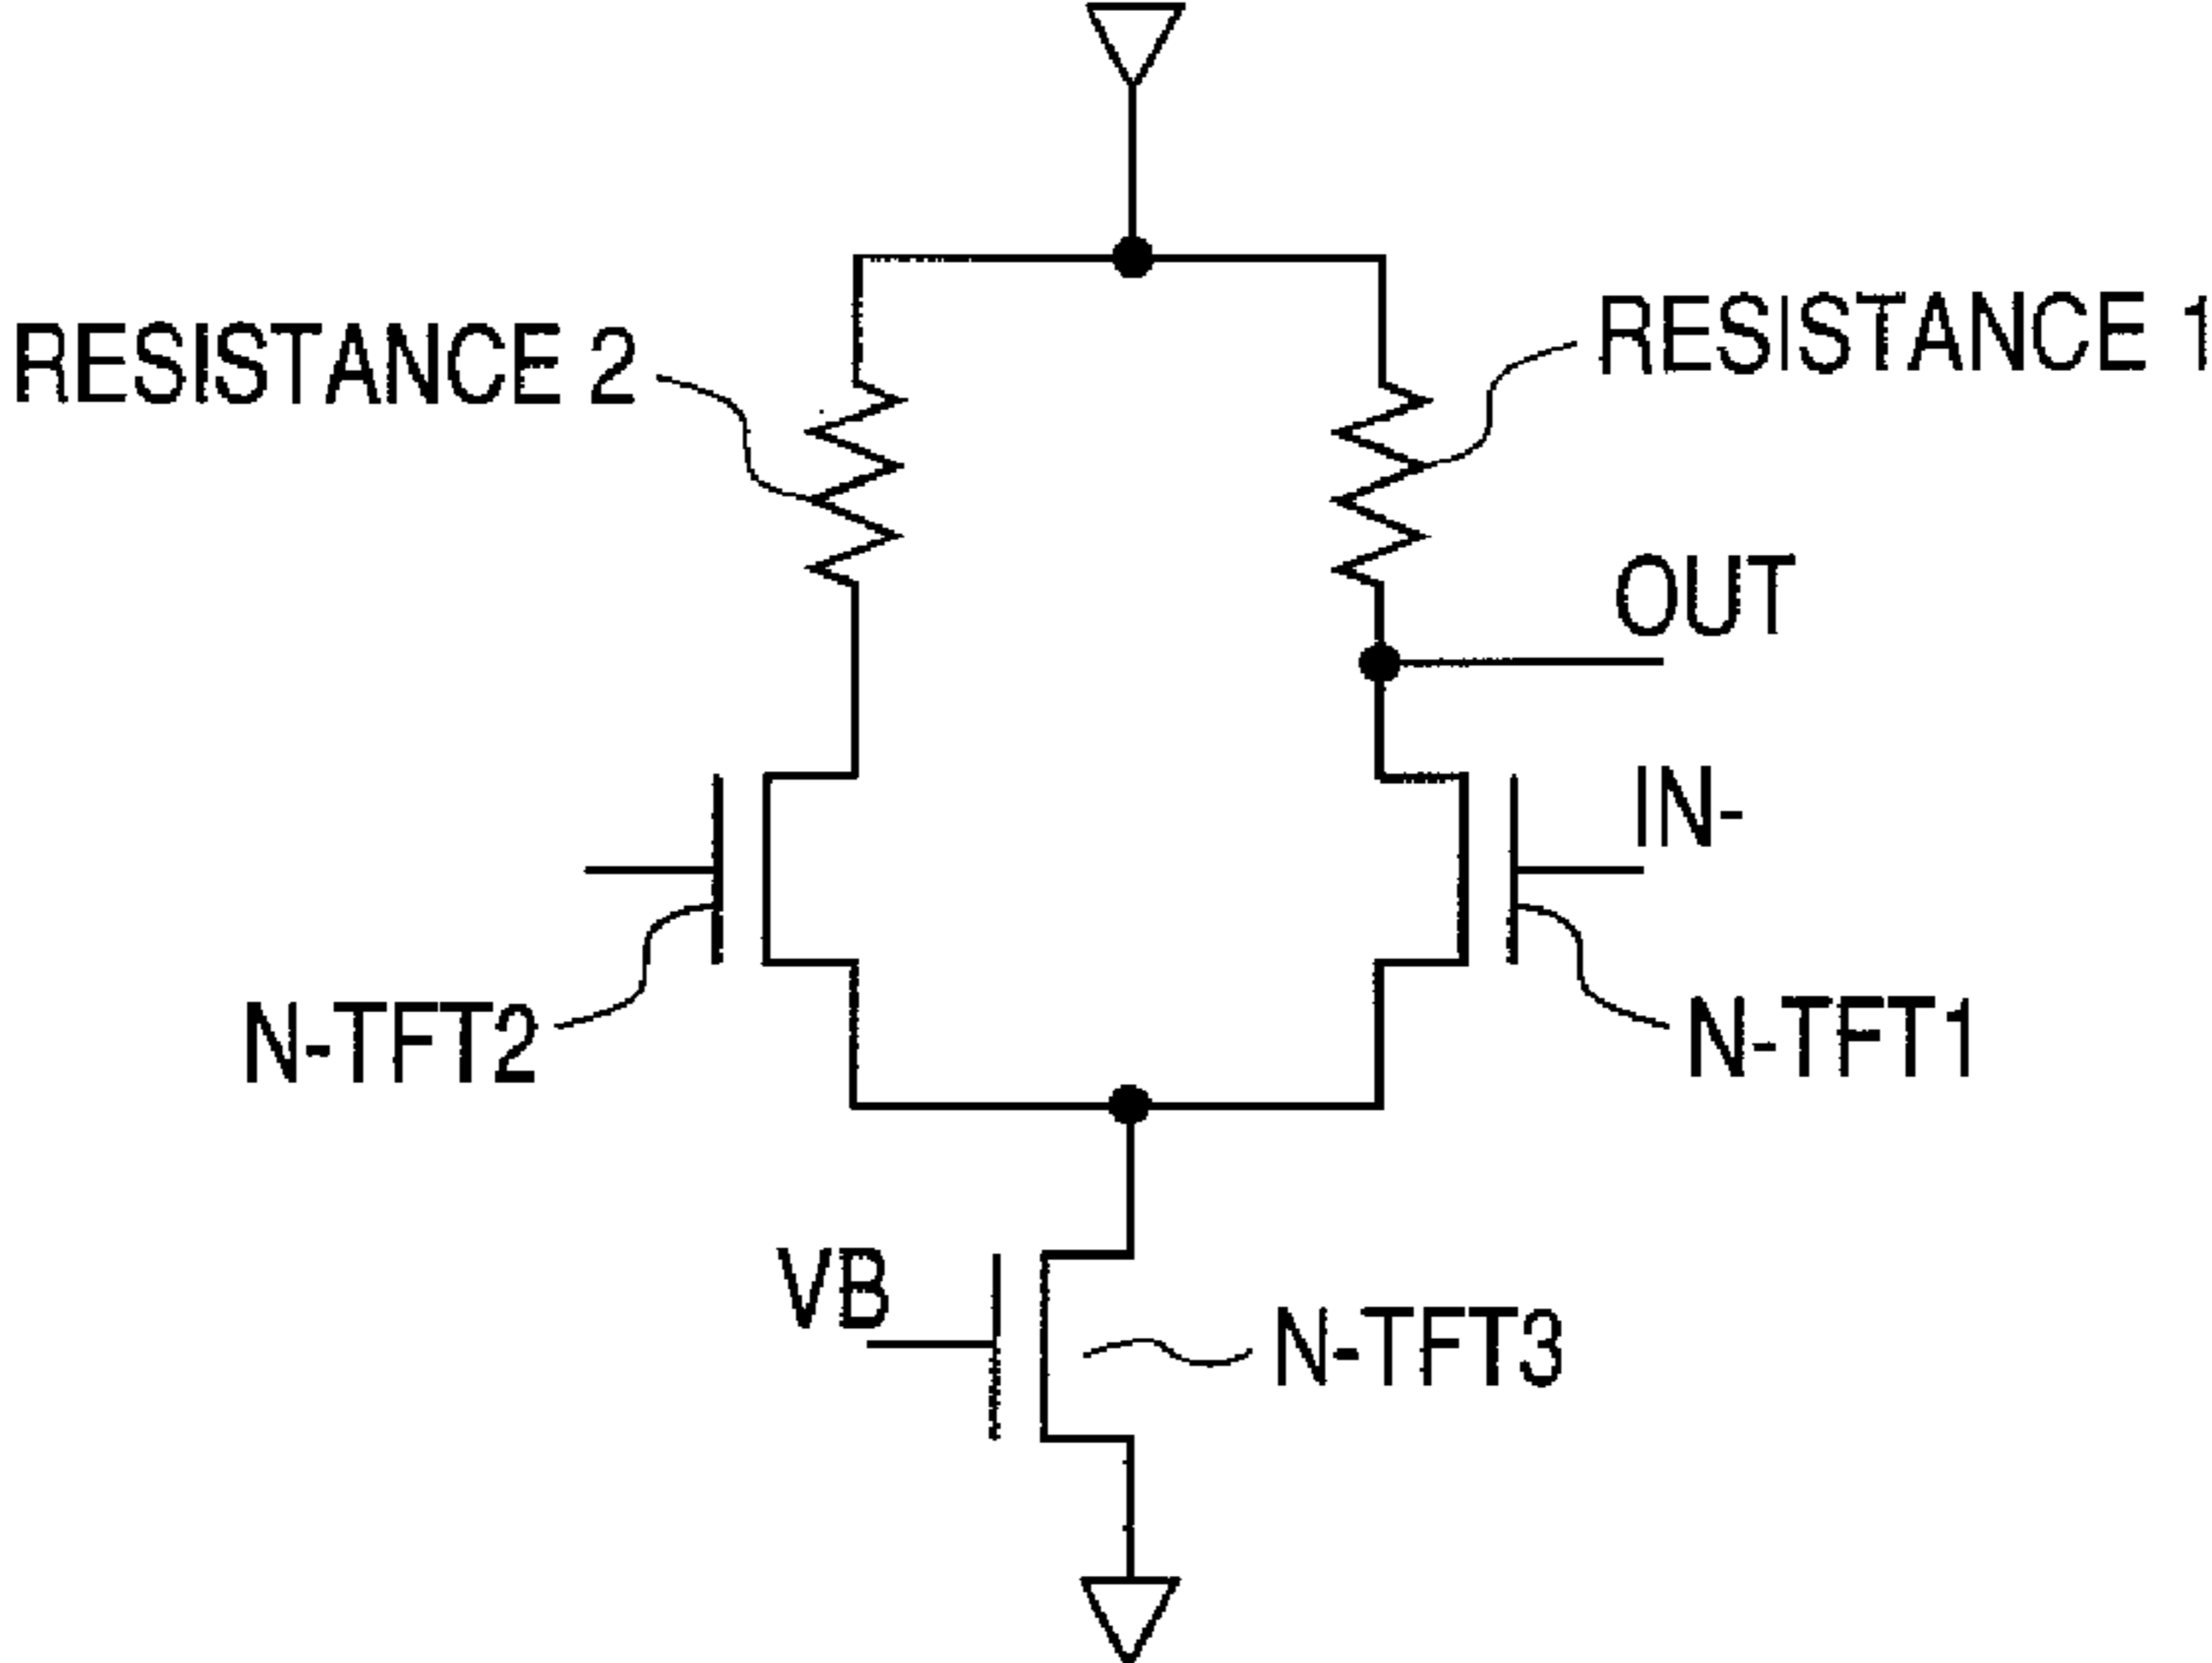 RESISTANCE 2
RESISTANCE 1
OUT
IN-
N-TFT2
N-TFT1
VB
N-TFT3